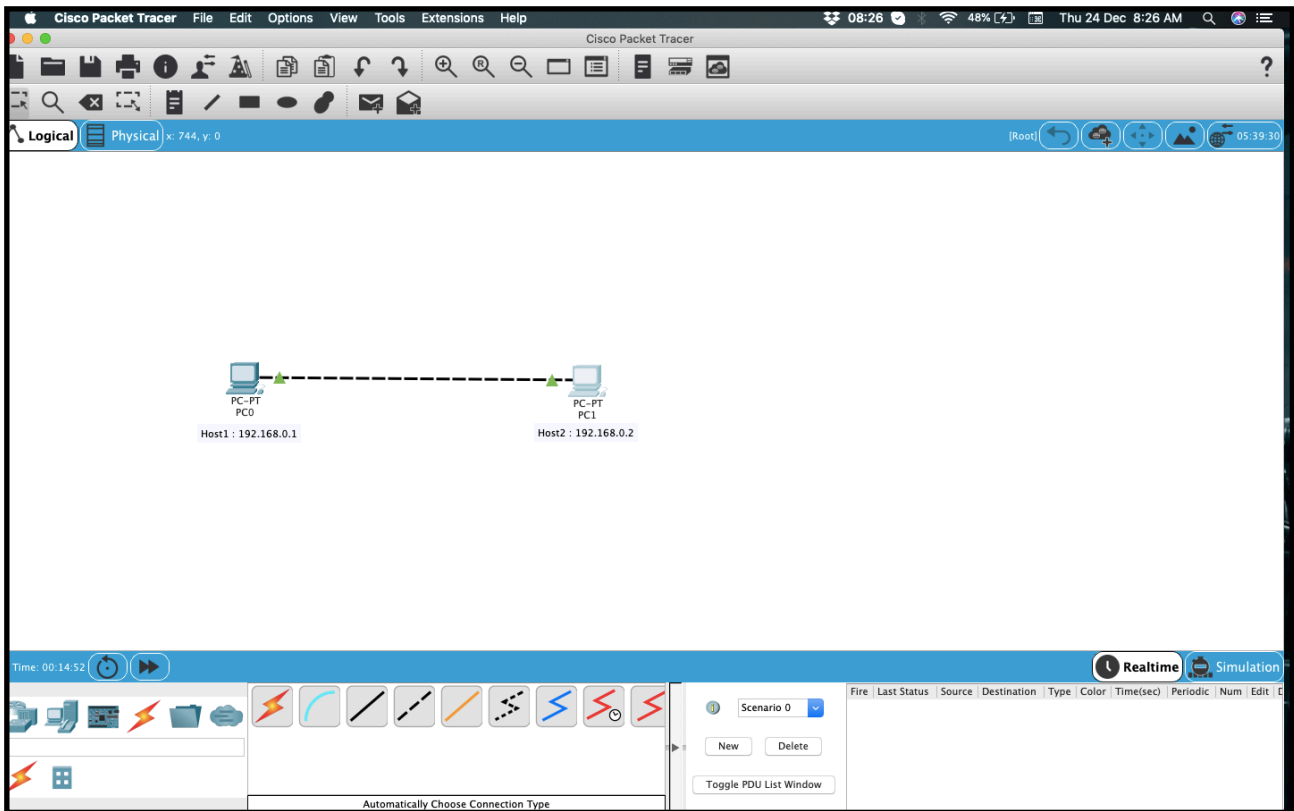 Cisco Packet Tracer File Edit Options View Tools Extensions Help 08:26 48% Thu 24 Dec 8:26 AM
Cisco Packet Tracer
?
Logical Physical x: 744, y: 0 [Root] 05:39:30
PC-PT
PC0
Host1 : 192.168.0.1
PC-PT
PC1
Host2 : 192.168.0.2
Time: 00:14:52 Realtime Simulation
Fire Last Status Source Destination Type Color Time(sec) Periodic Num Edit D
Scenario 0
New Delete
Toggle PDU List Window
Automatically Choose Connection Type